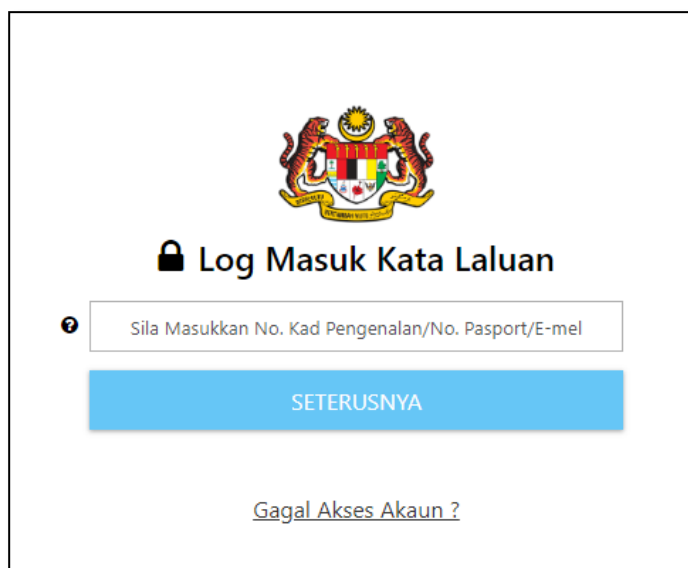 Log Masuk Kata Laluan
Sila Masukkan No. Kad Pengenalan/No. Pasport/E-mel
SETERUSNYA
Gagal Akses Akaun ?